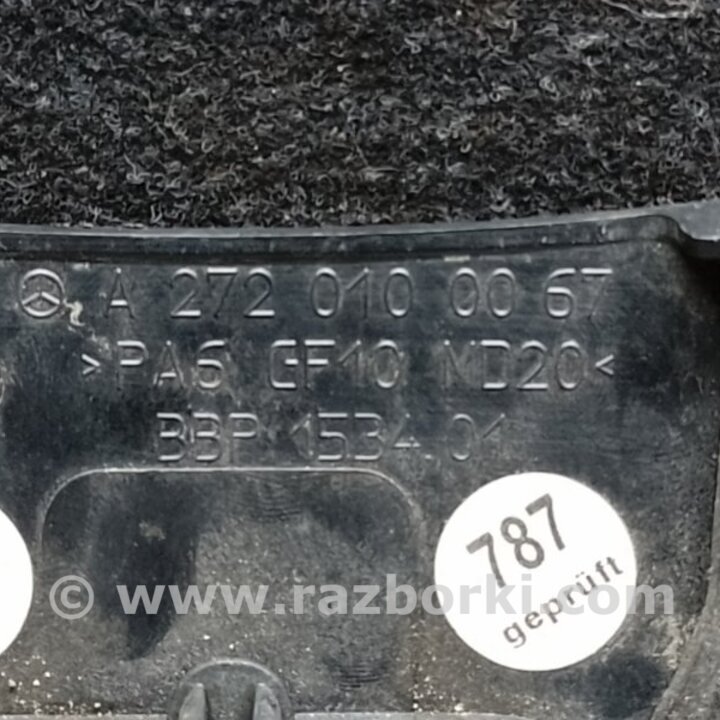 A 272 010 00 67
>PA6 GF10 MD20<
BBP 1534.01
787
geprüft
© www.razborki.com